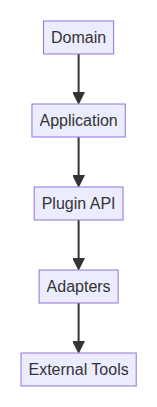 Domain
Application
Plugin API
Adapters
External Tools